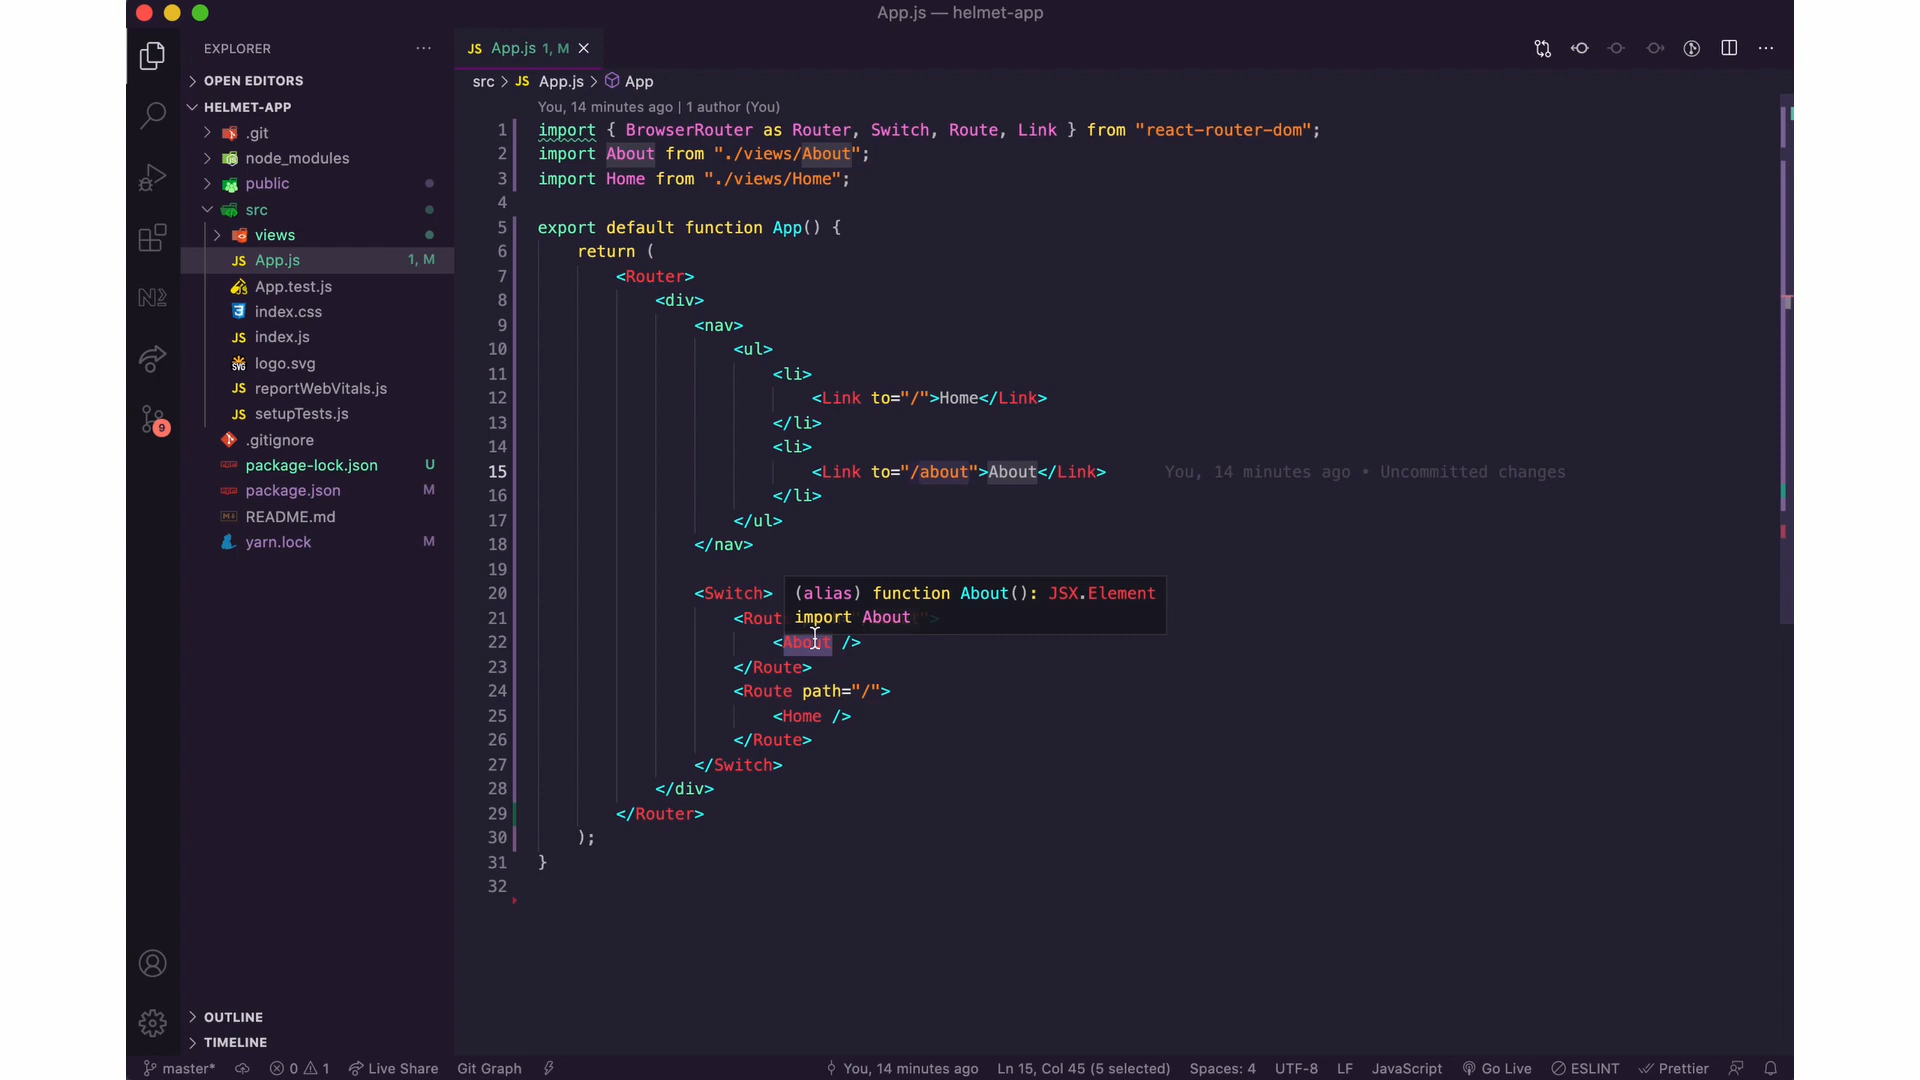 App.js — helmet-app
EXPLORER
OPEN EDITORS
HELMET-APP
.git
node_modules
public
src
views
App.js 1, M
App.test.js
index.css
index.js
logo.svg
reportWebVitals.js
setupTests.js
.gitignore
package-lock.json U
package.json M
README.md
yarn.lock M
OUTLINE
TIMELINE
9
JS App.js 1, M
src > JS App.js > App
You, 14 minutes ago | 1 author (You)
1 import { BrowserRouter as Router, Switch, Route, Link } from "react-router-dom";
2 import About from "./views/About";
3 import Home from "./views/Home";
4
5 export default function App() {
6 return (
7 <Router>
8 <div>
9 <nav>
10 <ul>
11 <li>
12 <Link to="/">Home</Link>
13 </li>
14 <li>
15 <Link to="/about">About</Link> You, 14 minutes ago • Uncommitted changes
16 </li>
17 </ul>
18 </nav>
19
20 <Switch>
(alias) function About(): JSX.Element
import About
21 <Rout
22 <About />
23 </Route>
24 <Route path="/">
25 <Home />
26 </Route>
27 </Switch>
28 </div>
29 </Router>
30 );
31 }
32
master* 0 1 Live Share Git Graph You, 14 minutes ago Ln 15, Col 45 (5 selected) Spaces: 4 UTF-8 LF JavaScript Go Live ESLINT Prettier